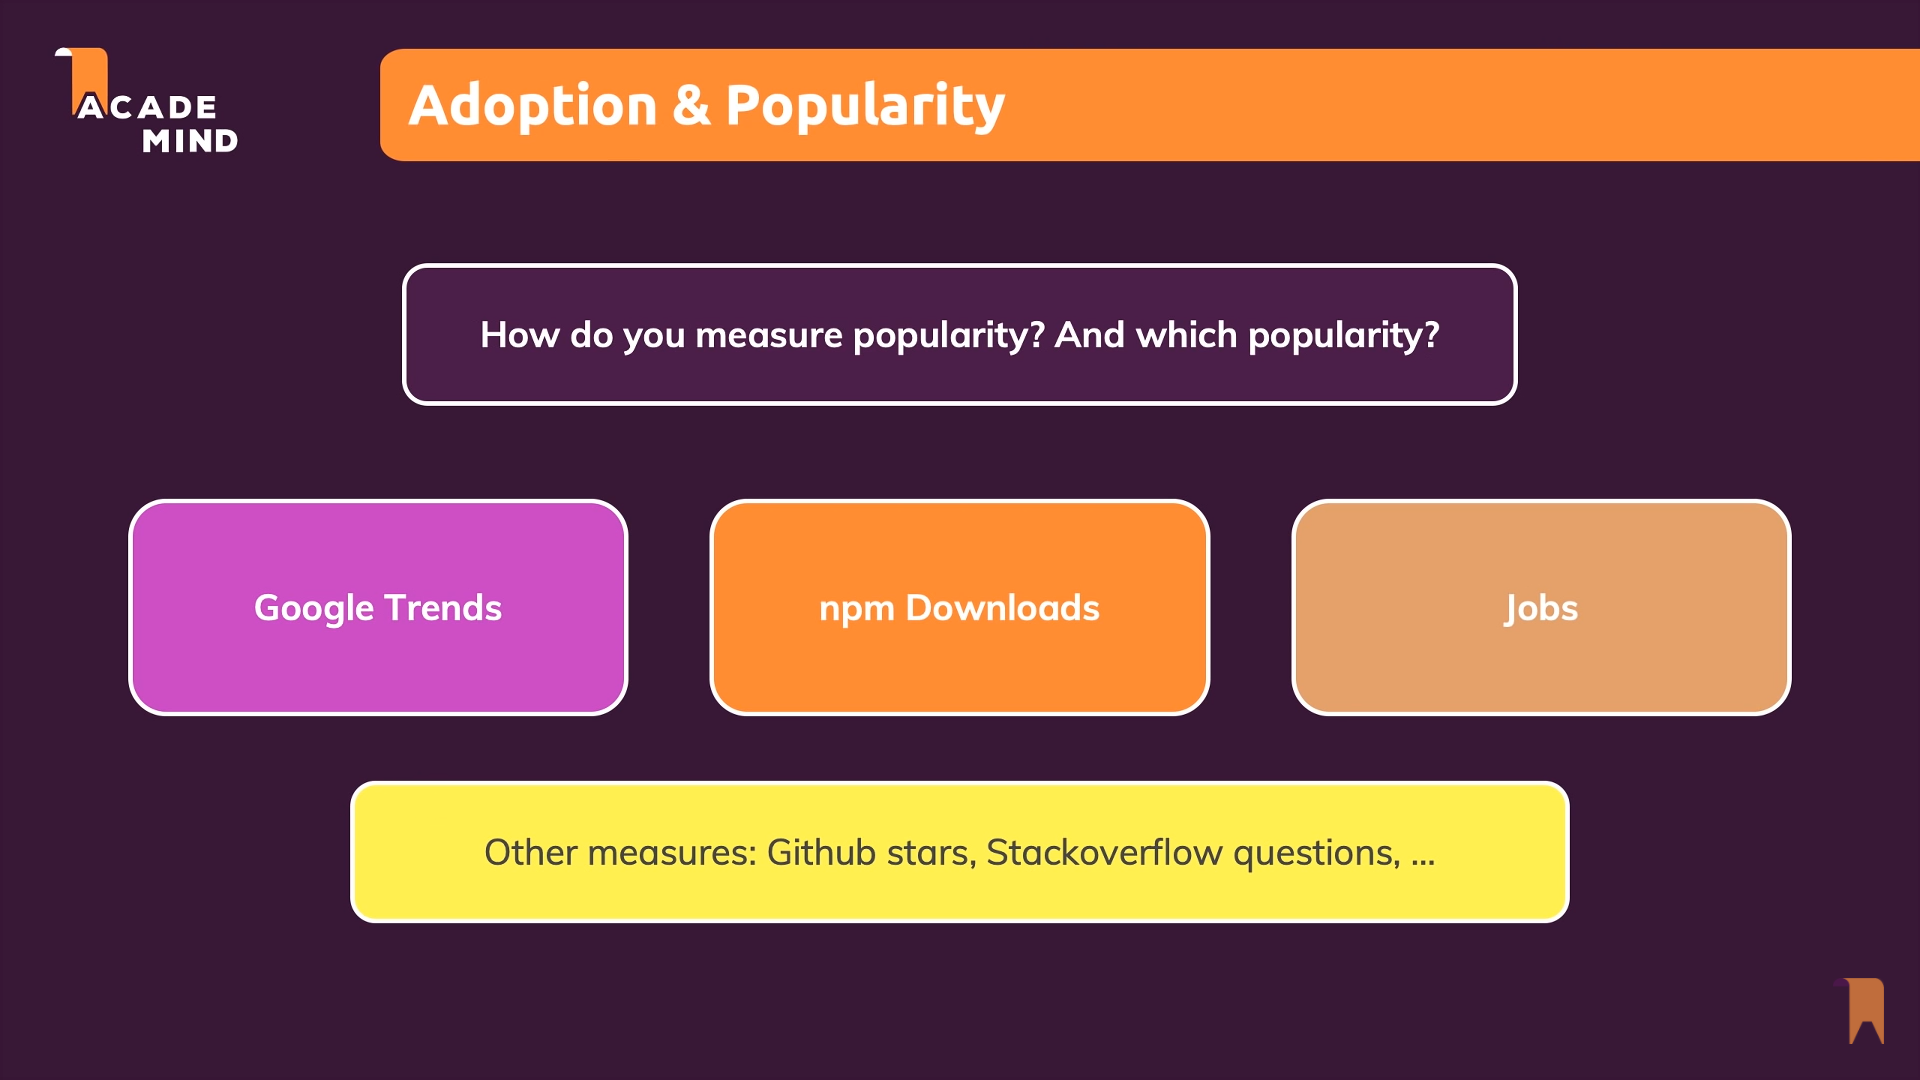 ACADE
MIND
Adoption & Popularity
How do you measure popularity? And which popularity?
Google Trends
npm Downloads
Jobs
Other measures: Github stars, Stackoverflow questions, ...